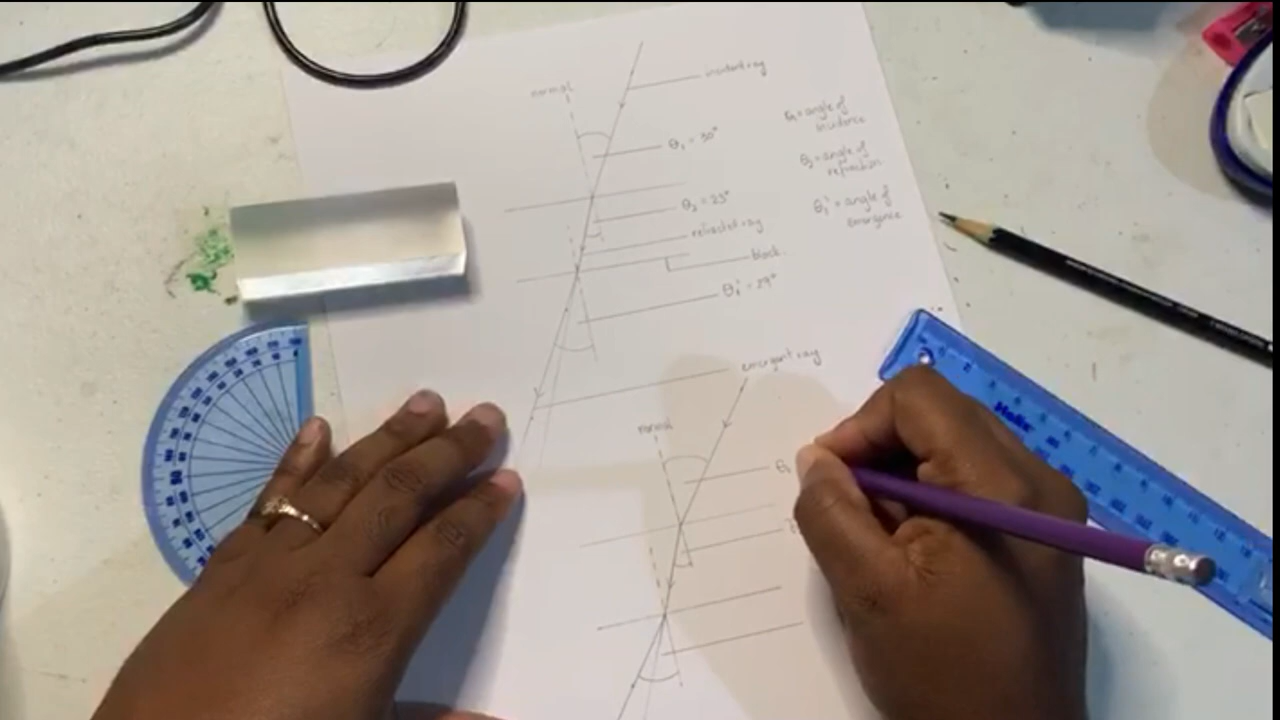 incident ray
normal
θ₁ = 30°
θ₁ = angle of
incidence
θ₂ = angle of
refraction
θ₁' = angle of
emergence
θ₂ = 23°
refracted ray
block
θ₁' = 29°
emergent ray
normal
θ₁
Helix